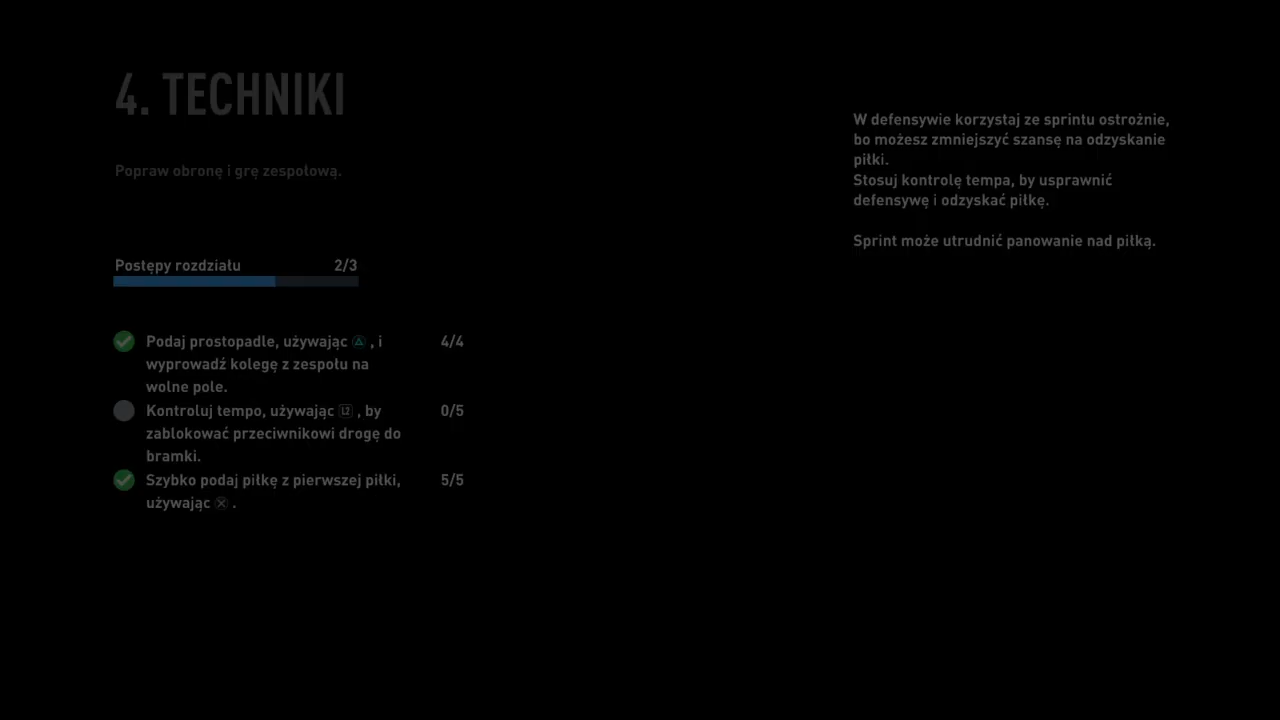 4. TECHNIKI
Popraw obronę i grę zespołową.
Postępy rozdziału 2/3
Podaj prostopadle, używając , i 4/4
wyprowadź kolegę z zespołu na
wolne pole.
Kontroluj tempo, używając L2 , by 0/5
zablokować przeciwnikowi drogę do
bramki.
Szybko podaj piłkę z pierwszej piłki, 5/5
używając .
W defensywie korzystaj ze sprintu ostrożnie,
bo możesz zmniejszyć szansę na odzyskanie
piłki.
Stosuj kontrolę tempa, by usprawnić
defensywę i odzyskać piłkę.
Sprint może utrudnić panowanie nad piłką.